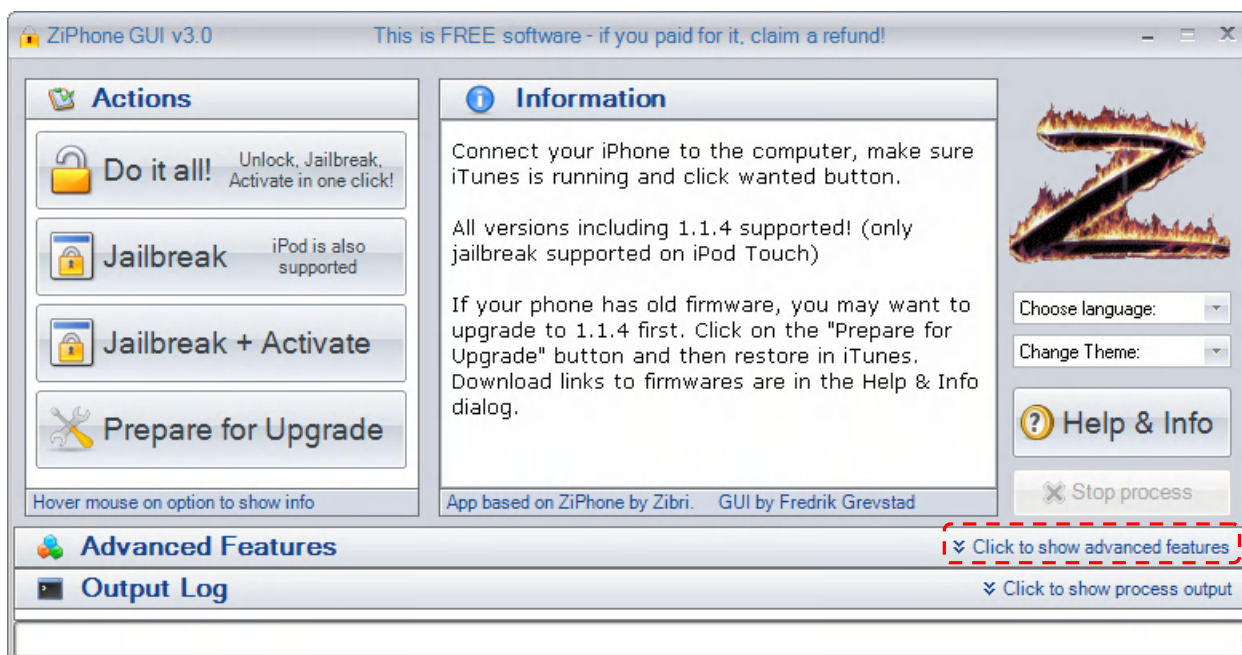 ZiPhone GUI v3.0 This is FREE software - if you paid for it, claim a refund!
Actions
Do it all! Unlock, Jailbreak,
Activate in one click!
Jailbreak iPod is also
supported
Jailbreak + Activate
Prepare for Upgrade
Hover mouse on option to show info
Information
Connect your iPhone to the computer, make sure
iTunes is running and click wanted button.
All versions including 1.1.4 supported! (only
jailbreak supported on iPod Touch)
If your phone has old firmware, you may want to
upgrade to 1.1.4 first. Click on the "Prepare for
Upgrade" button and then restore in iTunes.
Download links to firmwares are in the Help & Info
dialog.
App based on ZiPhone by Zibri. GUI by Fredrik Grevstad
Z
Choose language:
Change Theme:
Help & Info
Stop process
Advanced Features Click to show advanced features
Output Log Click to show process output